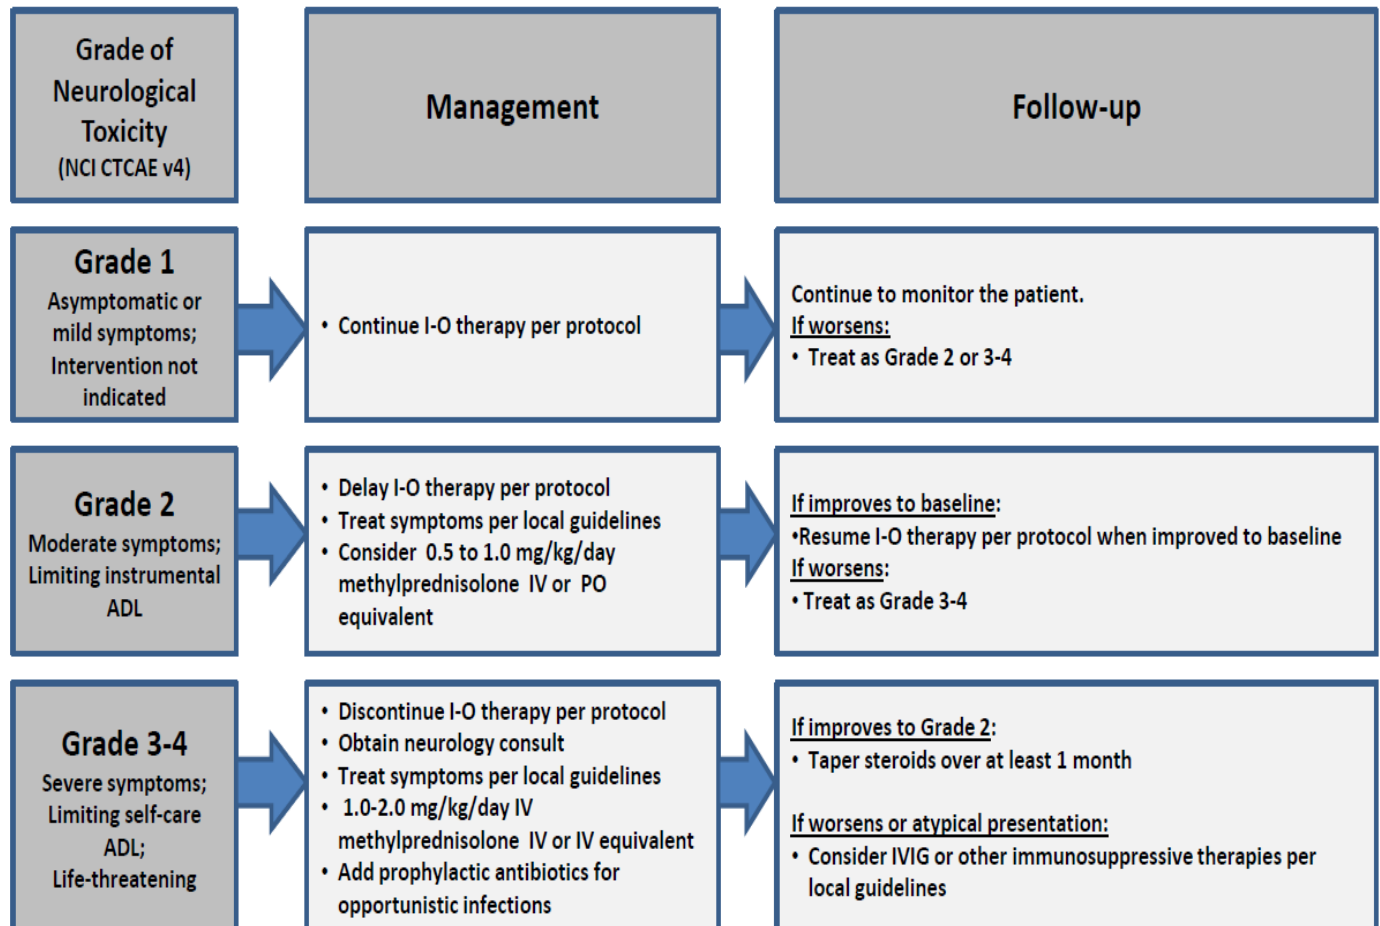 Grade of
Neurological
Toxicity
(NCI CTCAE v4)
Management
Follow-up
Grade 1
Asymptomatic or
mild symptoms;
Intervention not
indicated
• Continue I-O therapy per protocol
Continue to monitor the patient.
If worsens:
• Treat as Grade 2 or 3-4
Grade 2
Moderate symptoms;
Limiting instrumental
ADL
• Delay I-O therapy per protocol
• Treat symptoms per local guidelines
• Consider 0.5 to 1.0 mg/kg/day
methylprednisolone IV or PO
equivalent
If improves to baseline:
•Resume I-O therapy per protocol when improved to baseline
If worsens:
• Treat as Grade 3-4
Grade 3-4
Severe symptoms;
Limiting self-care
ADL;
Life-threatening
• Discontinue I-O therapy per protocol
• Obtain neurology consult
• Treat symptoms per local guidelines
• 1.0-2.0 mg/kg/day IV
methylprednisolone IV or IV equivalent
• Add prophylactic antibiotics for
opportunistic infections
If improves to Grade 2:
• Taper steroids over at least 1 month
If worsens or atypical presentation:
• Consider IVIG or other immunosuppressive therapies per
local guidelines